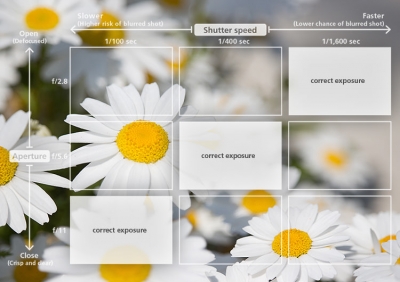 Slower
(Higher risk of blurred shot)
Shutter speed
Faster
(Lower chance of blurred shot)
Open
(Defocused)
1/100 sec
1/400 sec
1/1,600 sec
f/2.8
correct exposure
Aperture
f/5.6
correct exposure
f/11
correct exposure
Close
(Crisp and clear)